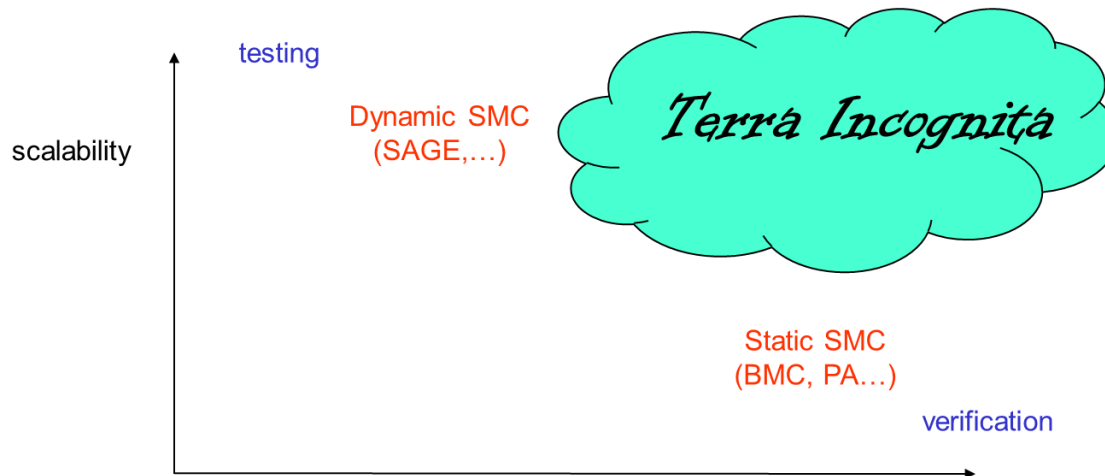 testing
Dynamic SMC
(SAGE,...)
scalability
Terra Incognita
Static SMC
(BMC, PA...)
verification